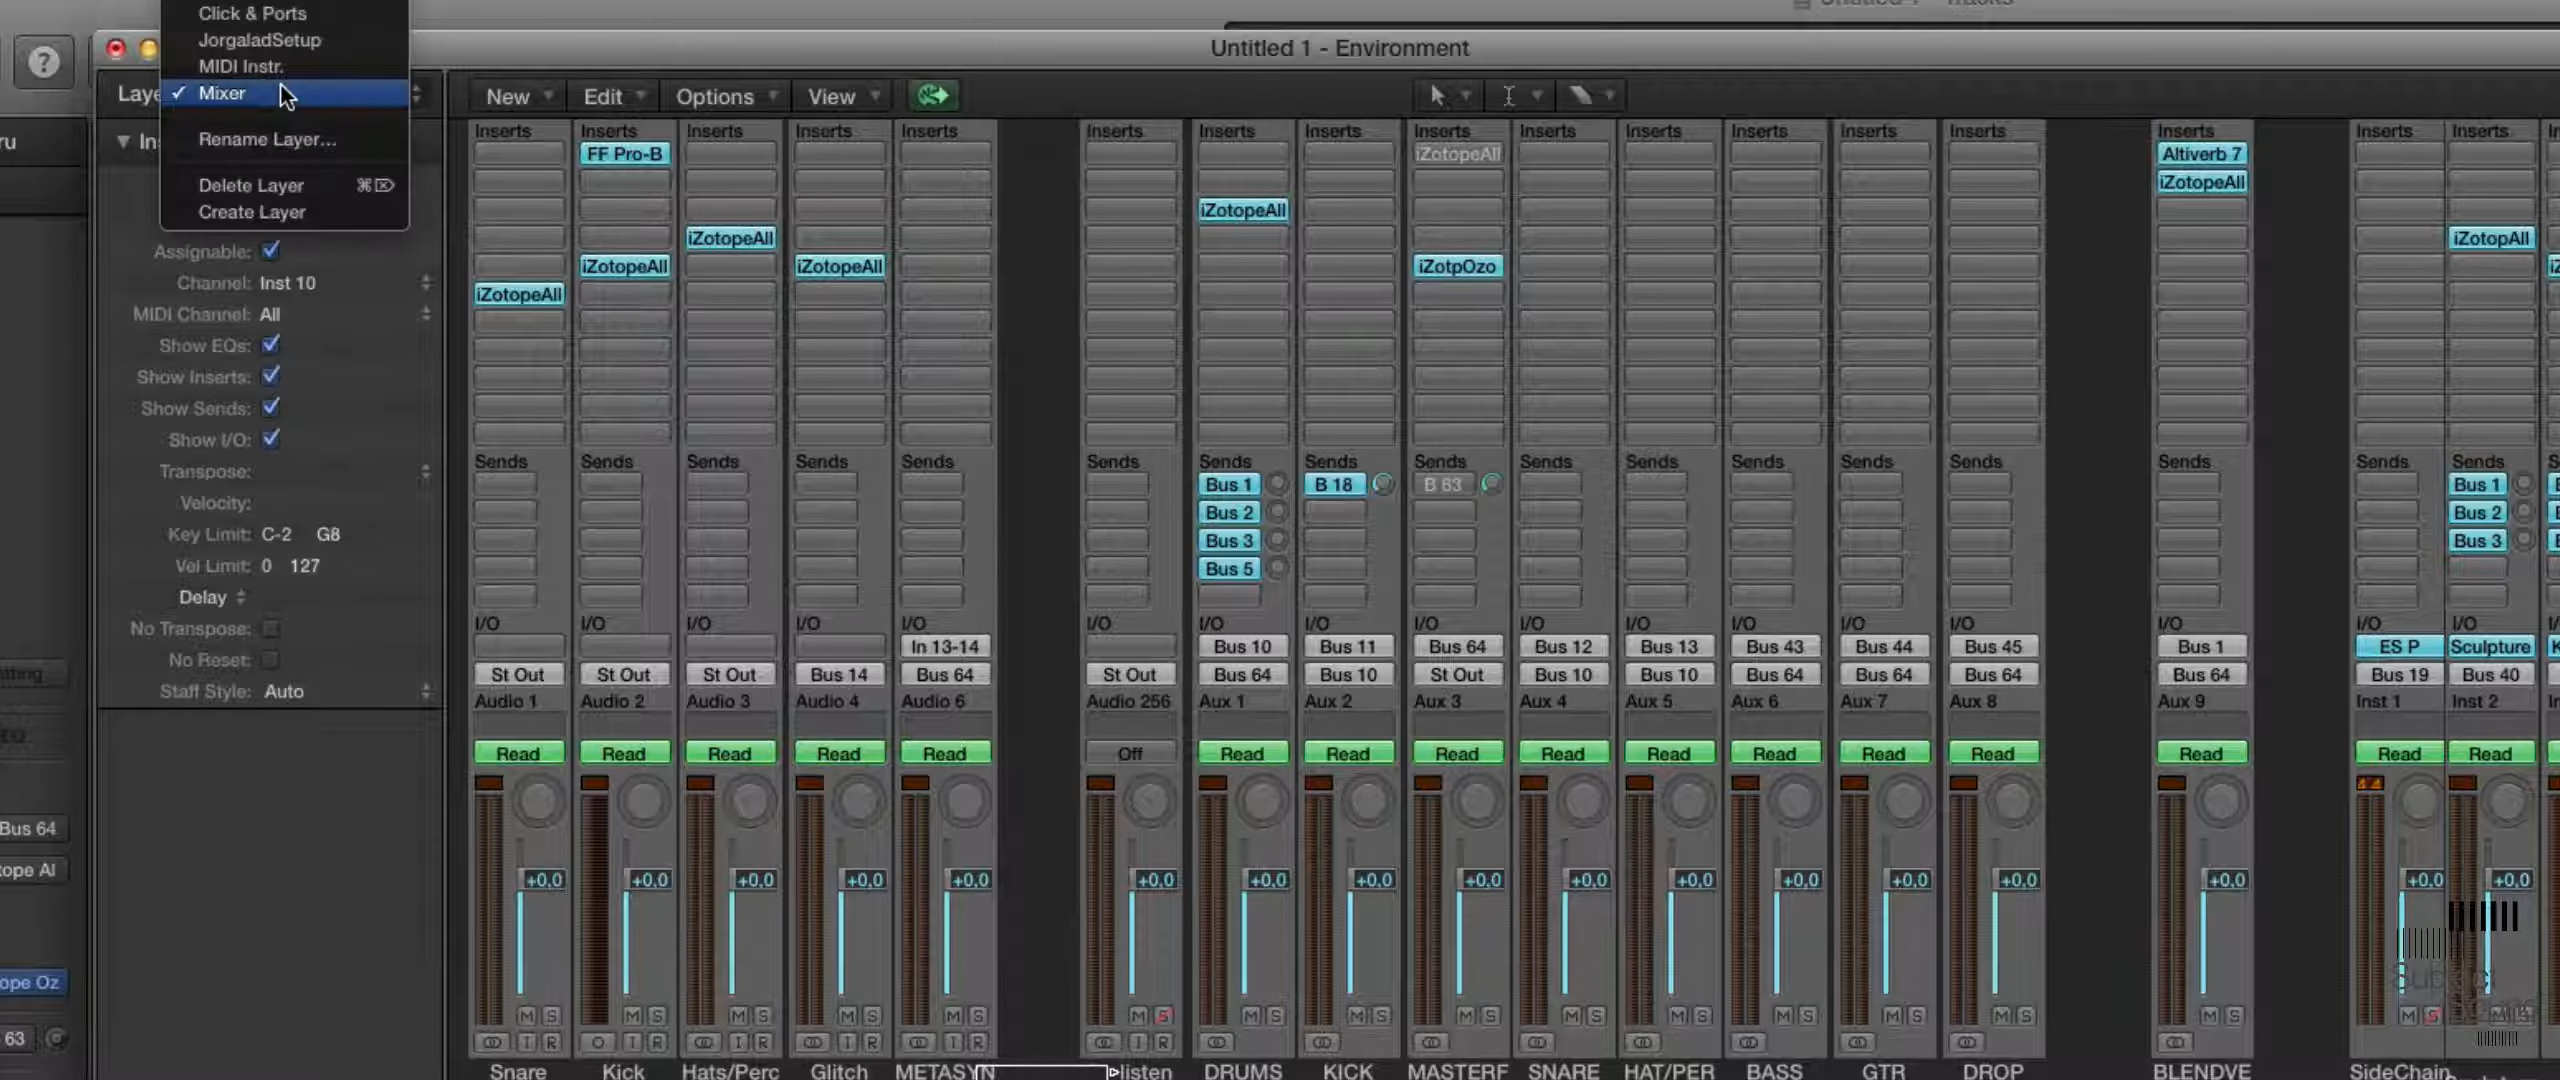 Click & Ports
JorgaladSetup
MIDI Instr.
✓ Mixer
Rename Layer...
Delete Layer ⌘⌦
Create Layer
Untitled 1 - Environment
New Edit Options View
Assignable: ✓
Channel: Inst 10
MIDI Channel: All
Show EQs: ✓
Show Inserts: ✓
Show Sends: ✓
Show I/O: ✓
Transpose:
Velocity:
Key Limit: C-2 G8
Vel Limit: 0 127
Delay
No Transpose:
No Reset:
Staff Style: Auto
Bus 64
63
Inserts Inserts Inserts Inserts Inserts Inserts Inserts Inserts Inserts Inserts Inserts Inserts Inserts Inserts Inserts Inserts Inserts
FF Pro-B iZotopeAll Altiverb 7
iZotopeAll
iZotopeAll
iZotopeAll iZotopAll
iZotopeAll iZotopeAll iZotpOzo
iZotopeAll
Sends Sends Sends Sends Sends Sends Sends Sends Sends Sends Sends Sends Sends Sends Sends Sends Sends
Bus 1 B 18 B 63 Bus 1
Bus 2 Bus 2
Bus 3 Bus 3
Bus 5
I/O I/O I/O I/O I/O I/O I/O I/O I/O I/O I/O I/O I/O I/O I/O I/O I/O
In 13-14 Bus 10 Bus 11 Bus 64 Bus 12 Bus 13 Bus 43 Bus 44 Bus 45 Bus 1 ES P Sculpture
St Out St Out St Out Bus 14 Bus 64 St Out Bus 64 Bus 10 St Out Bus 10 Bus 10 Bus 64 Bus 64 Bus 64 Bus 64 Bus 19 Bus 40
Audio 1 Audio 2 Audio 3 Audio 4 Audio 6 Audio 256 Aux 1 Aux 2 Aux 3 Aux 4 Aux 5 Aux 6 Aux 7 Aux 8 Aux 9 Inst 1 Inst 2
Read Read Read Read Read Off Read Read Read Read Read Read Read Read Read Read Read
+0,0 +0,0 +0,0 +0,0 +0,0 +0,0 +0,0 +0,0 +0,0 +0,0 +0,0 +0,0 +0,0 +0,0 +0,0 +0,0 +0,0
M S M S M S M S M S M S M S M S M S M S M S M S M S M S M S M S
I R I R I R I R I R I R
Snare Kick Hats/Perc Glitch METASYN listen DRUMS KICK MASTERF SNARE HAT/PER BASS GTR DROP BLENDVE SideChain